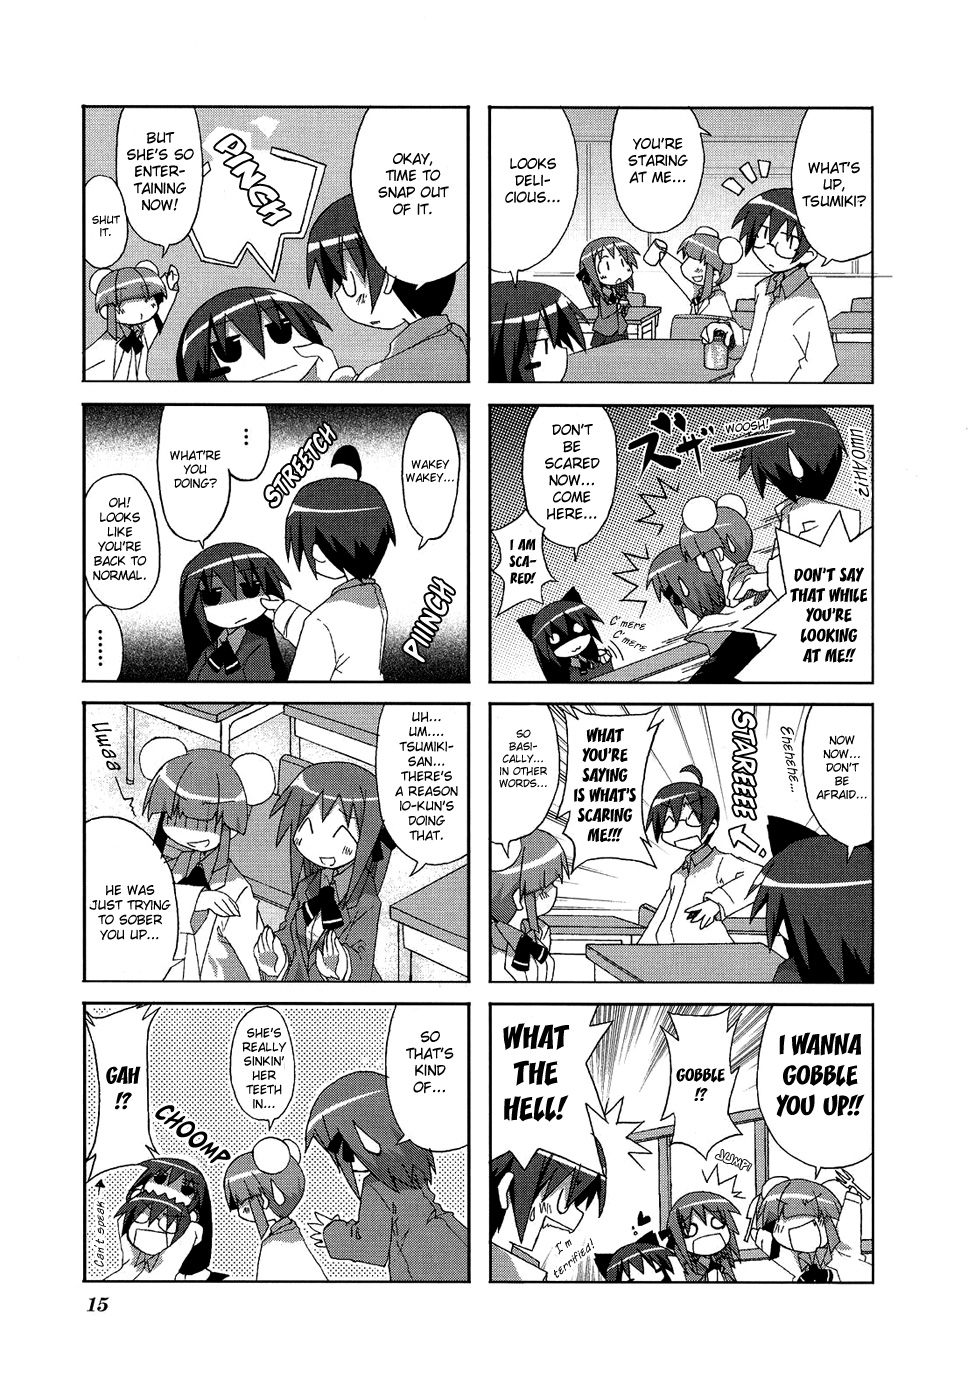 WHAT'S
UP,
TSUMIKI?
YOU'RE
STARING
AT ME...
LOOKS
DELI-
CIOUS...
UUUOAH!?
WOOSH!
ズザー
DON'T SAY
THAT WHILE
YOU'RE
LOOKING
AT ME!!
DON'T
BE
SCARED
NOW...
COME
HERE...
I AM
SCA-
RED!
C'mere
C'mere
NOW
NOW...
DON'T
BE
AFRAID...
Ehehehe...
STAREEEE
WHAT
YOU'RE
SAYING
IS WHAT'S
SCARING
ME!!!
SO
BASI-
CALLY...
...IN
OTHER
WORDS...
I WANNA
GOBBLE
YOU UP!!
GOBBLE
!?
JUMP!
WHAT
THE
HELL!
I'm
terrified!
OKAY,
TIME TO
SNAP OUT
OF IT.
PINCH
BUT
SHE'S SO
ENTER-
TAINING
NOW!
SHUT
IT.
WAKEY
WAKEY...
STREETCH
PIINCH
...
WHAT'RE
YOU
DOING?
OH!
LOOKS
LIKE
YOU'RE
BACK TO
NORMAL.
........
UH...
UM....
TSUMIKI-
SAN...
THERE'S
A REASON
IO-KUN'S
DOING
THAT.
Umaa
HE WAS
JUST TRYING
TO SOBER
YOU UP...
SO
THAT'S
KIND
OF...
SHE'S
REALLY
SINKIN'
HER
TEETH
IN...
CHOOMP
GAH
!?
Can't speak
15